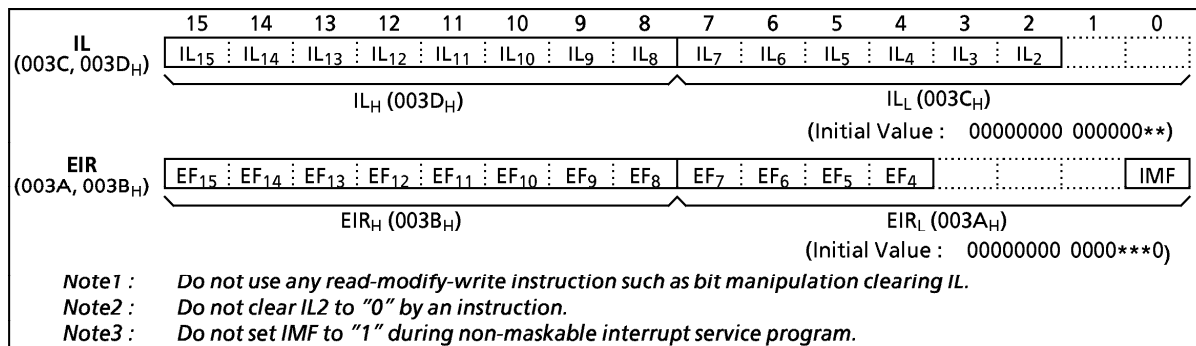 15 14 13 12 11 10 9 8 7 6 5 4 3 2 1 0
IL
(003C, 003DH)
IL15 IL14 IL13 IL12 IL11 IL10 IL9 IL8 IL7 IL6 IL5 IL4 IL3 IL2
ILH (003DH) ILL (003CH)
(Initial Value : 00000000 000000**)
EIR
(003A, 003BH)
EF15 EF14 EF13 EF12 EF11 EF10 EF9 EF8 EF7 EF6 EF5 EF4 IMF
EIRH (003BH) EIRL (003AH)
(Initial Value : 00000000 0000***0)
Note1 : Do not use any read-modify-write instruction such as bit manipulation clearing IL.
Note2 : Do not clear IL2 to "0" by an instruction.
Note3 : Do not set IMF to "1" during non-maskable interrupt service program.